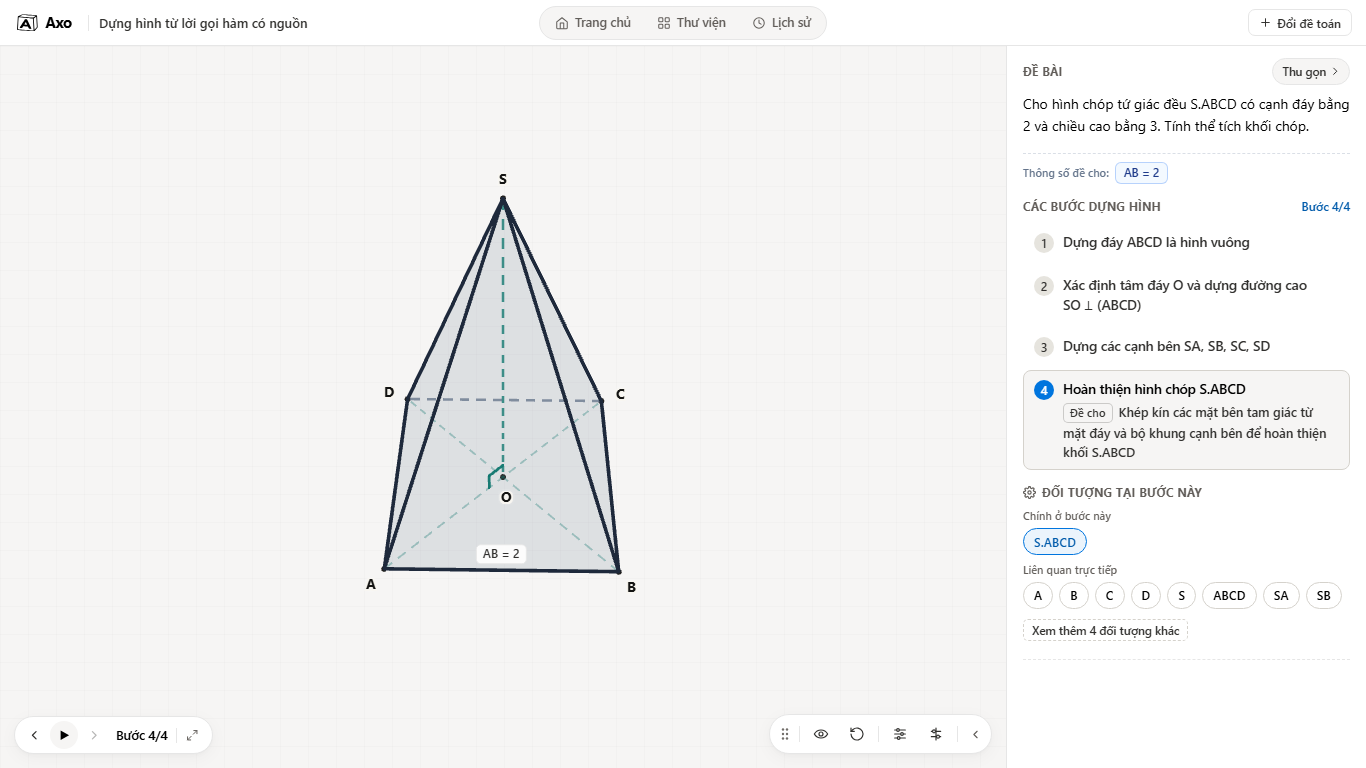 Axo
Dựng hình từ lời gọi hàm có nguồn
Trang chủ
Thư viện
Lịch sử
Đổi đề toán
S
D
C
O
AB = 2
A
B
Bước 4/4
ĐỀ BÀI
Thu gọn
Cho hình chóp tứ giác đều S.ABCD có cạnh đáy bằng
2 và chiều cao bằng 3. Tính thể tích khối chóp.
Thông số đề cho: AB = 2
CÁC BƯỚC DỰNG HÌNH
Bước 4/4
1 Dựng đáy ABCD là hình vuông
2 Xác định tâm đáy O và dựng đường cao
SO ⊥ (ABCD)
3 Dựng các cạnh bên SA, SB, SC, SD
4 Hoàn thiện hình chóp S.ABCD
Đề cho Khép kín các mặt bên tam giác từ
mặt đáy và bộ khung cạnh bên để hoàn thiện
khối S.ABCD
ĐỐI TƯỢNG TẠI BƯỚC NÀY
Chính ở bước này
S.ABCD
Liên quan trực tiếp
A B C D S ABCD SA SB
Xem thêm 4 đối tượng khác